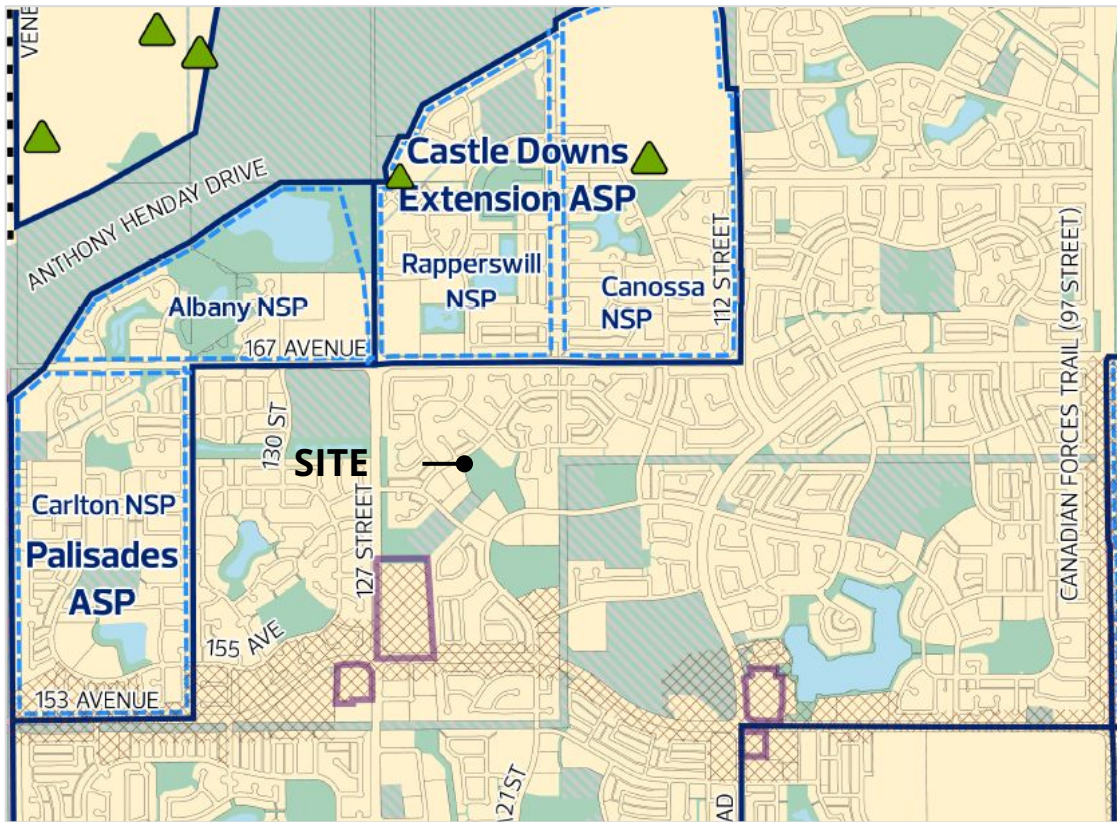 VENE
ANTHONY HENDAY DRIVE
Castle Downs
Extension ASP
Rapperswill
NSP
Canossa
NSP
112 STREET
Albany NSP
167 AVENUE
CANADIAN FORCES TRAIL (97 STREET)
130 ST
SITE
127 STREET
Carlton NSP
Palisades
ASP
155 AVE
153 AVENUE
121 ST
AD